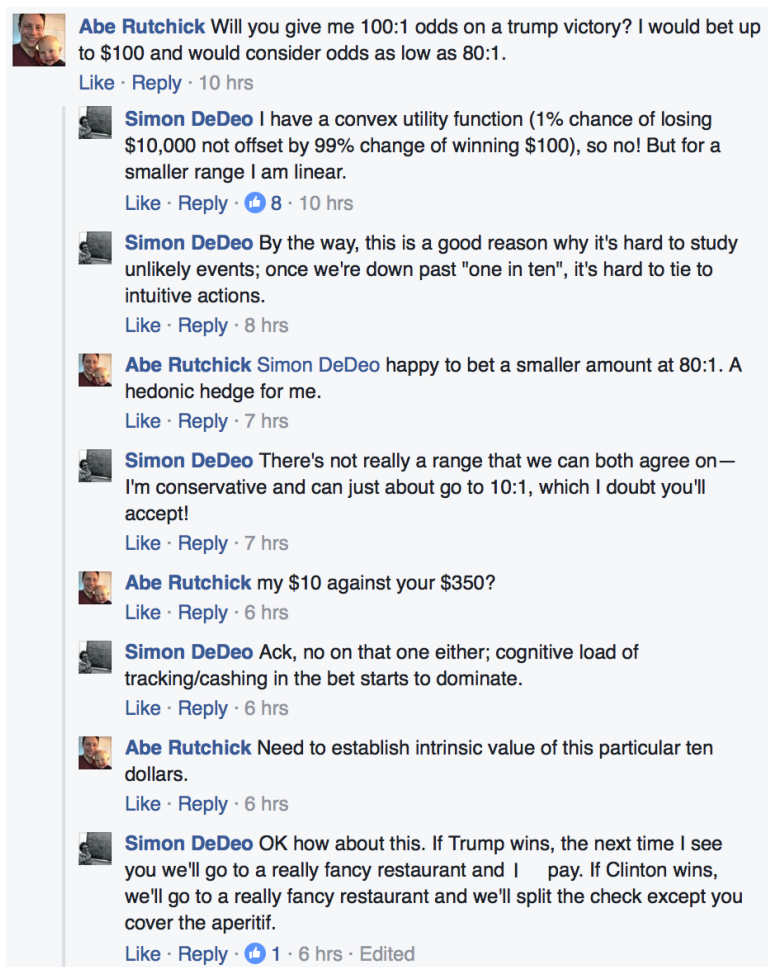 Abe Rutchick Will you give me 100:1 odds on a trump victory? I would bet up
to $100 and would consider odds as low as 80:1.
Like · Reply · 10 hrs
Simon DeDeo I have a convex utility function (1% chance of losing
$10,000 not offset by 99% change of winning $100), so no! But for a
smaller range I am linear.
Like · Reply · 8 · 10 hrs
Simon DeDeo By the way, this is a good reason why it's hard to study
unlikely events; once we're down past "one in ten", it's hard to tie to
intuitive actions.
Like · Reply · 8 hrs
Abe Rutchick Simon DeDeo happy to bet a smaller amount at 80:1. A
hedonic hedge for me.
Like · Reply · 7 hrs
Simon DeDeo There's not really a range that we can both agree on—
I'm conservative and can just about go to 10:1, which I doubt you'll
accept!
Like · Reply · 7 hrs
Abe Rutchick my $10 against your $350?
Like · Reply · 6 hrs
Simon DeDeo Ack, no on that one either; cognitive load of
tracking/cashing in the bet starts to dominate.
Like · Reply · 6 hrs
Abe Rutchick Need to establish intrinsic value of this particular ten
dollars.
Like · Reply · 6 hrs
Simon DeDeo OK how about this. If Trump wins, the next time I see
you we'll go to a really fancy restaurant and I pay. If Clinton wins,
we'll go to a really fancy restaurant and we'll split the check except you
cover the aperitif.
Like · Reply · 1 · 6 hrs · Edited